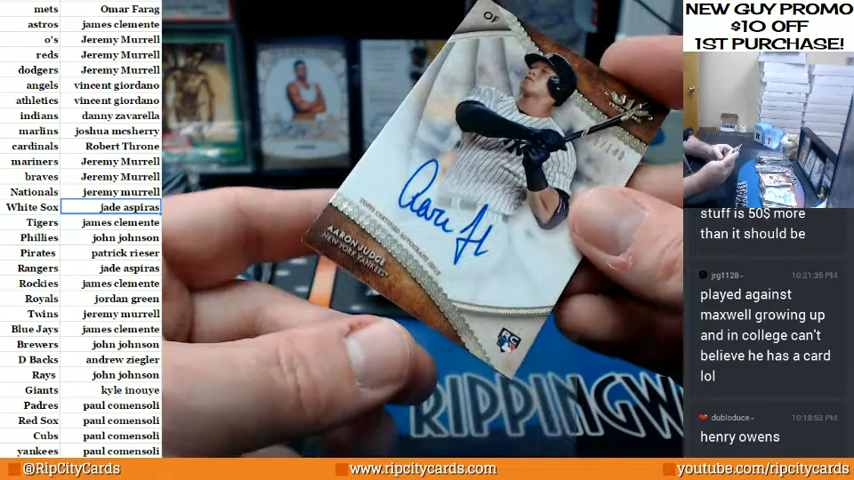 mets Omar Farag
astros james clemente
o's Jeremy Murrell
reds Jeremy Murrell
dodgers Jeremy Murrell
angels vincent giordano
athletics vincent giordano
indians danny zavarella
marlins joshua mcsherry
cardinals Robert Throne
mariners Jeremy Murrell
braves Jeremy Murrell
Nationals jeremy murrell
White Sox jade aspiras
Tigers james clemente
Phillies john johnson
Pirates patrick rieser
Rangers jade aspiras
Rockies james clemente
Royals jordan green
Twins jeremy murrell
Blue Jays james clemente
Brewers john johnson
D Backs andrew ziegler
Rays john johnson
Giants kyle inouye
Padres paul comensoli
Red Sox paul comensoli
Cubs paul comensoli
yankees paul comensoli
OF
/140
TOPPS CERTIFIED AUTOGRAPH ISSUE
AARON JUDGE
NEW YORK YANKEES
RC
RIPPINGW
NEW GUY PROMO
$10 OFF
1ST PURCHASE!
stuff is 50$ more
than it should be
jrg1128 - 10:21:35 PM
played against
maxwell growing up
and in college can't
believe he has a card
lol
dubloduce - 10:18:53 PM
henry owens
@RipCityCards
www.ripcitycards.com
youtube.com/ripcitycards